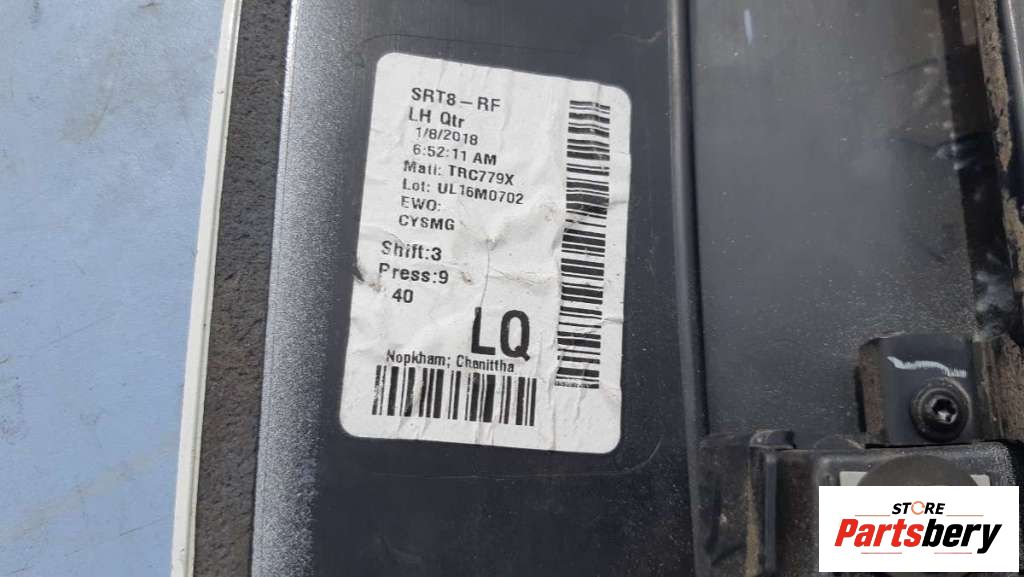 SRT8-RF
LH Qtr
1/8/2018
6:52:11 AM
Matl: TRC779X
Lot: UL16M0702
EWO:
CYSMG
Shift:3
Press:9
40
LQ
Nopkham; Chanittha
STORE
Partsbery